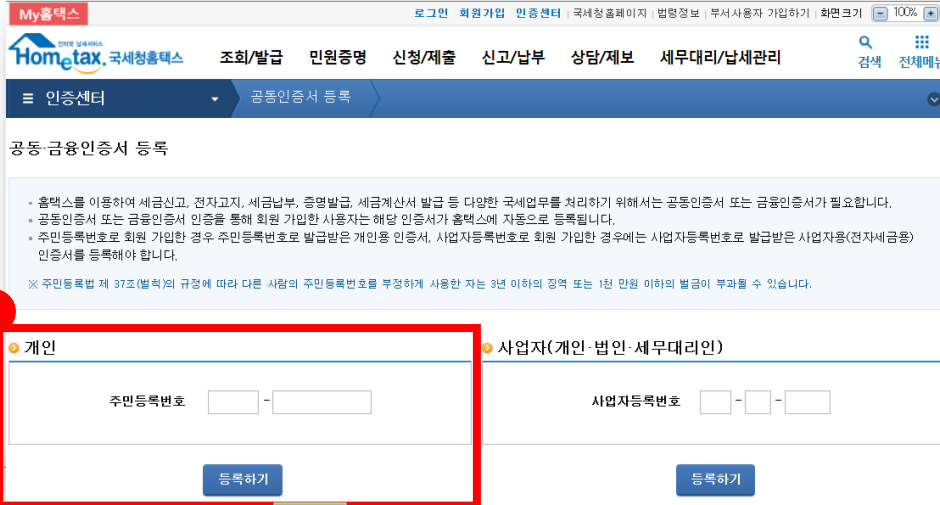 My홈택스
로그인 회원가입 인증센터 국세청홈페이지 법령정보 부서사용자 가입하기 화면크기 - 100% +
인터넷 납세서비스
Hometax. 국세청홈택스 조회/발급 민원증명 신청/제출 신고/납부 상담/제보 세무대리/납세관리 검색 전체메뉴
인증센터 공동인증서 등록
공동·금융인증서 등록
홈택스를 이용하여 세금신고, 전자고지, 세금납부, 증명발급, 세금계산서 발급 등 다양한 국세업무를 처리하기 위해서는 공동인증서 또는 금융인증서가 필요합니다.
공동인증서 또는 금융인증서 인증을 통해 회원 가입한 사용자는 해당 인증서가 홈택스에 자동으로 등록됩니다.
주민등록번호로 회원 가입한 경우 주민등록번호로 발급받은 개인용 인증서, 사업자등록번호로 회원 가입한 경우에는 사업자등록번호로 발급받은 사업자용(전자세금용)
인증서를 등록해야 합니다.
※ 주민등록법 제 37조(벌칙)의 규정에 따라 다른 사람의 주민등록번호를 부정하게 사용한 자는 3년 이하의 징역 또는 1천 만원 이하의 벌금이 부과될 수 있습니다.
개인
주민등록번호 -
등록하기
사업자(개인·법인·세무대리인)
사업자등록번호 - -
등록하기